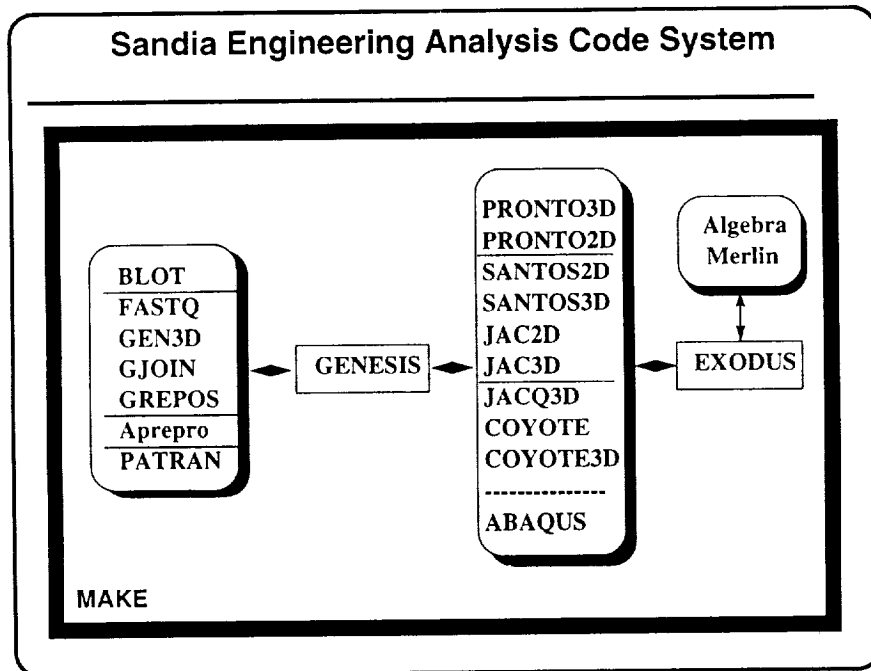 Sandia Engineering Analysis Code System
BLOT
FASTQ
GEN3D
GJOIN
GREPOS
Aprepro
PATRAN
GENESIS
PRONTO3D
PRONTO2D
SANTOS2D
SANTOS3D
JAC2D
JAC3D
JACQ3D
COYOTE
COYOTE3D
ABAQUS
Algebra
Merlin
EXODUS
MAKE